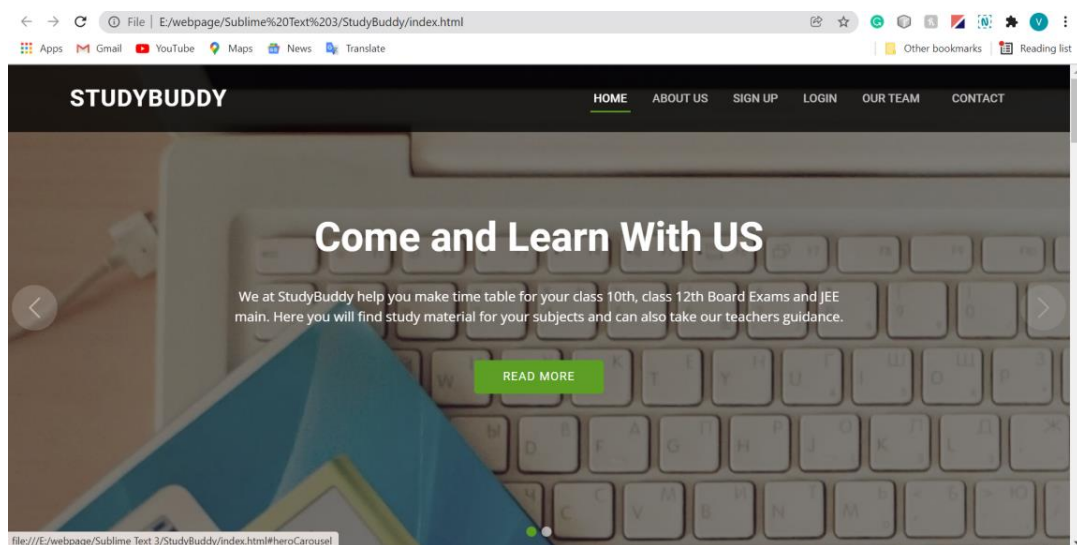 File | E:/webpage/Sublime%20Text%203/StudyBuddy/index.html
Apps Gmail YouTube Maps News Translate Other bookmarks Reading list
STUDYBUDDY HOME ABOUT US SIGN UP LOGIN OUR TEAM CONTACT
Come and Learn With US
We at StudyBuddy help you make time table for your class 10th, class 12th Board Exams and JEE
main. Here you will find study material for your subjects and can also take our teachers guidance.
READ MORE
file:///E:/webpage/Sublime Text 3/StudyBuddy/index.html#heroCarousel